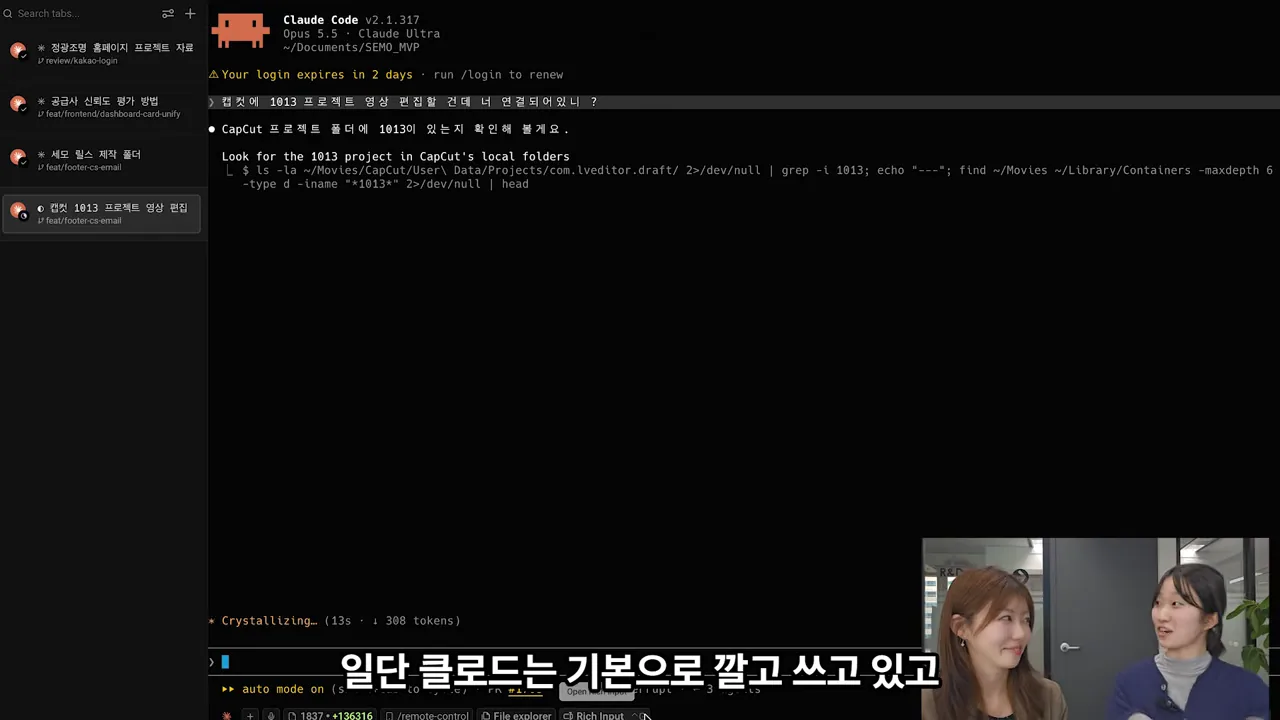 Search tabs...
✳ 정광조명 홈페이지 프로젝트 자료
review/kakao-login
✳ 공급사 신뢰도 평가 방법
feat/frontend/dashboard-card-unify
✳ 세모 릴스 제작 폴더
feat/footer-cs-email
◐ 캡컷 1013 프로젝트 영상 편집
feat/footer-cs-email
Claude Code v2.1.317
Opus 5.5 · Claude Ultra
~/Documents/SEMO_MVP
⚠Your login expires in 2 days · run /login to renew
❯ 캡컷에 1013 프로젝트 영상 편집할 건데 너 연결되어있니 ?
● CapCut 프로젝트 폴더에 1013이 있는지 확인해 볼게요.
Look for the 1013 project in CapCut's local folders
$ ls -la ~/Movies/CapCut/User\ Data/Projects/com.lveditor.draft/ 2>/dev/null | grep -i 1013; echo "---"; find ~/Movies ~/Library/Containers -maxdepth 6
-type d -iname "*1013*" 2>/dev/null | head
R&D
* Crystallizing… (13s · ↓ 308 tokens)
❯
일단 클로드는 기본으로 깔고 쓰고 있고
▸▸ auto mode on
PR
Open Rich Input
1837 • +136316
/remote-control
File explorer
Rich Input